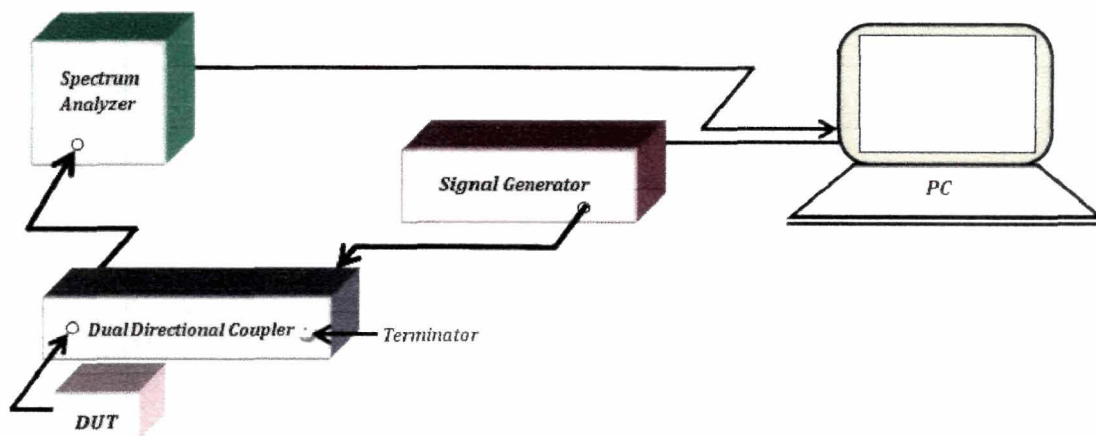 Spectrum
Analyzer
Signal Generator
PC
Dual Directional Coupler
Terminator
DUT